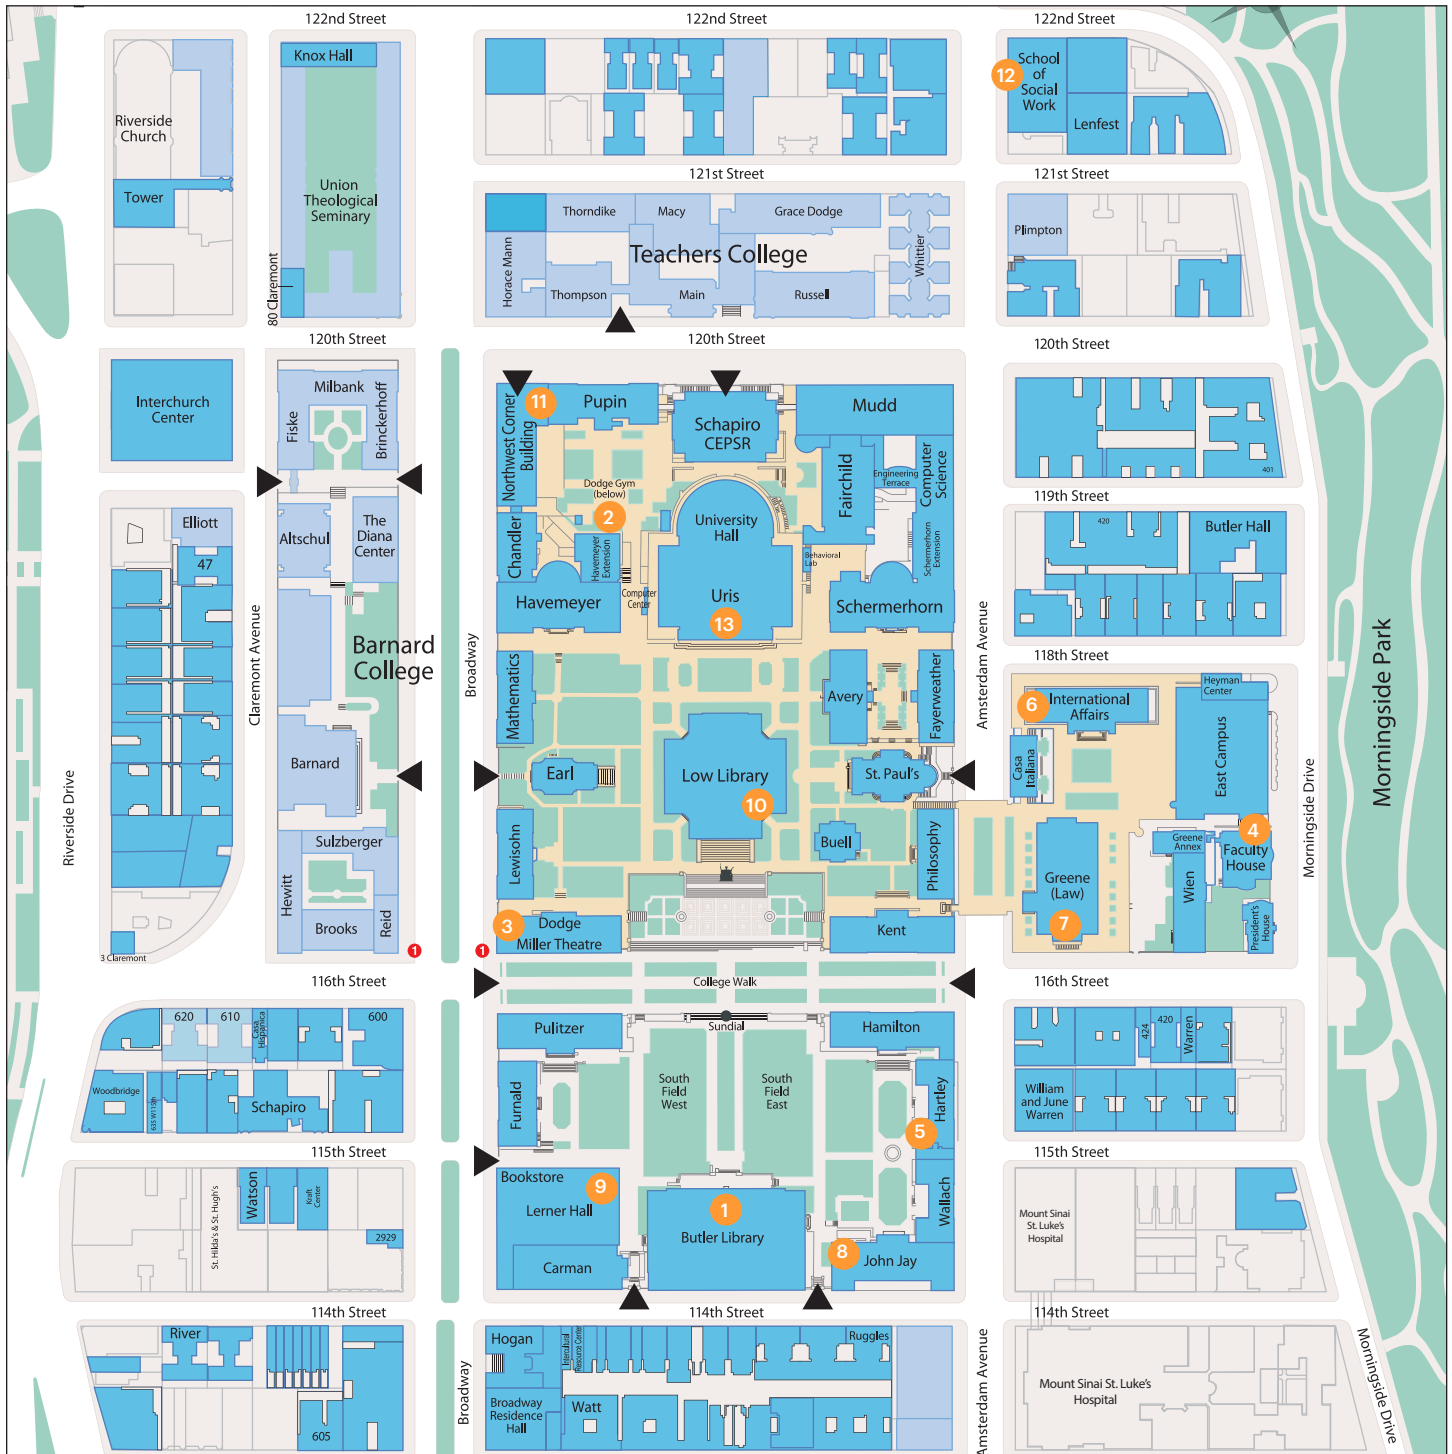 122nd Street
122nd Street
122nd Street
Knox Hall
Riverside
Church
Tower
Union
Theological
Seminary
80 Claremont
12
School
of
Social
Work
Lenfest
121st Street
121st Street
Thorndike
Macy
Grace Dodge
Horace Mann
Teachers College
Whittier
Thompson
Main
Russell
Plimpton
120th Street
120th Street
120th Street
Interchurch
Center
Milbank
Fiske
Brinckerhoff
Elliott
47
Altschul
The
Diana
Center
Claremont Avenue
Barnard
College
Barnard
Sulzberger
Hewitt
Brooks
Reid
1
3 Claremont
Riverside Drive
Broadway
11
Northwest Corner
Building
Pupin
Schapiro
CEPSR
Mudd
Dodge Gym
(below)
2
Chandler
Havemeyer
Extension
Computer
Center
Havemeyer
University
Hall
Uris
13
Fairchild
Engineering
Terrace
Computer
Science
Behavioral
Lab
Schermerhorn
Extension
Schermerhorn
Mathematics
Avery
Fayerweather
Earl
Low Library
10
St. Paul's
Lewisohn
Buell
Philosophy
3
Dodge
Miller Theatre
1
Kent
Amsterdam Avenue
401
119th Street
420
Butler Hall
118th Street
Heyman
Center
6
International
Affairs
Casa
Italiana
East Campus
4
Greene
Annex
Faculty
House
Greene
(Law)
7
Wien
President's
House
Morningside Drive
Morningside Park
116th Street
College Walk
116th Street
620
610
Casa
Hispanica
600
Woodbridge
635 W115th
Schapiro
Pulitzer
Sundial
Hamilton
Furnald
South
Field
West
South
Field
East
Hartley
5
424
420
Warren
William
and June
Warren
115th Street
115th Street
St. Hilda's & St. Hugh's
Watson
Kraft
Center
2929
Bookstore
9
Lerner Hall
Carman
1
Butler Library
Wallach
8
John Jay
Mount Sinai
St. Luke's
Hospital
114th Street
114th Street
114th Street
River
605
Broadway
Hogan
Intercultural
Resource Center
Ruggles
Broadway
Residence
Hall
Watt
Amsterdam Avenue
Mount Sinai St. Luke's
Hospital
Morningside Drive